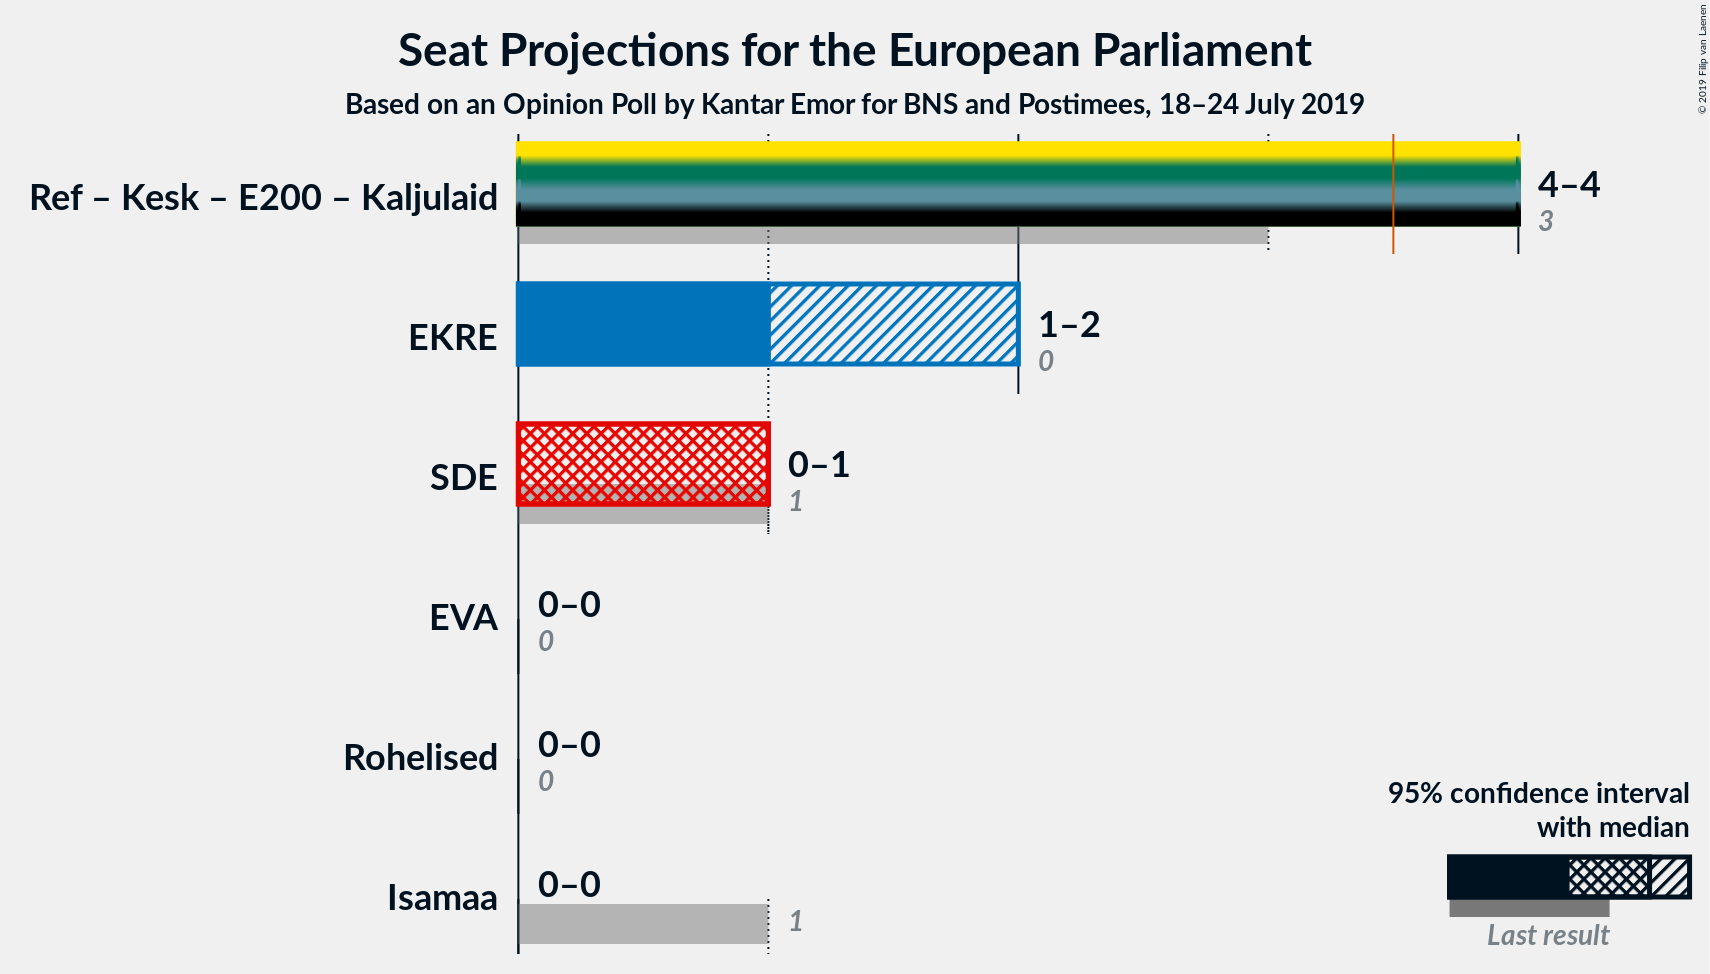 Seat Projections for the European Parliament
Based on an Opinion Poll by Kantar Emor for BNS and Postimees, 18–24 July 2019
© 2019 Filip van Laenen
Ref – Kesk – E200 – Kaljulaid
4–4
3
EKRE
1–2
0
SDE
0–1
1
EVA
0–0
0
Rohelised
0–0
0
Isamaa
0–0
1
95% confidence interval
with median
Last result